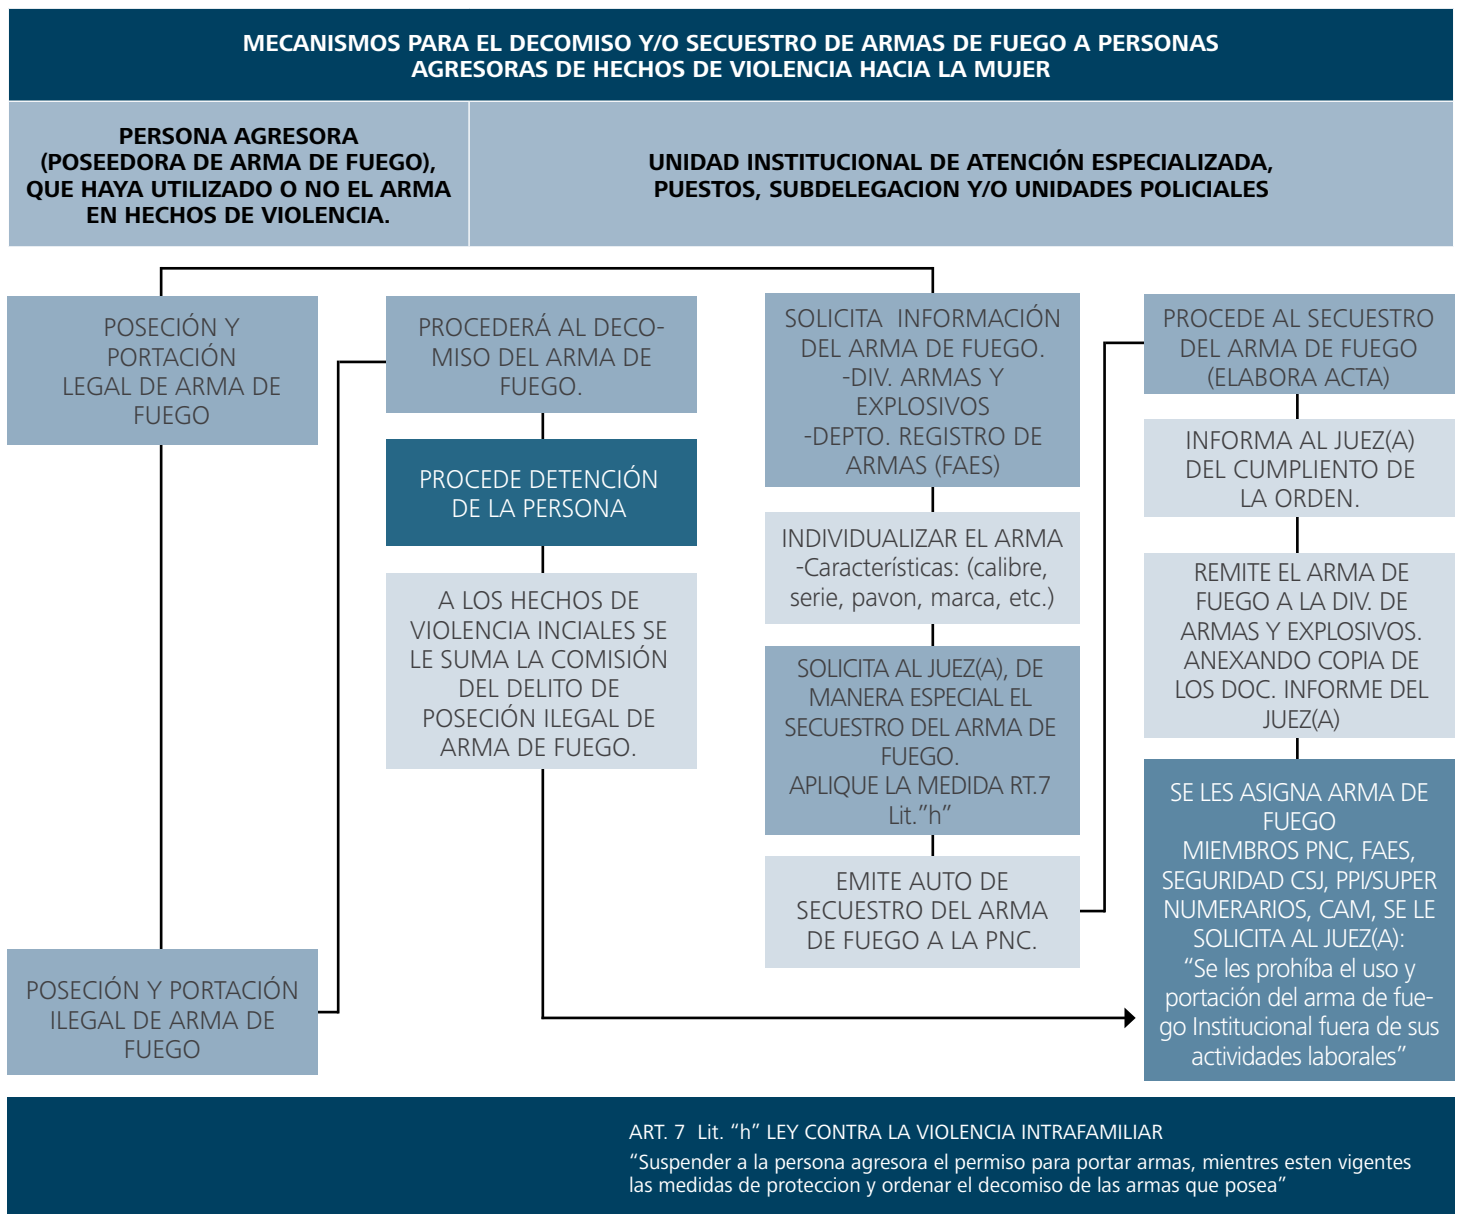 MECANISMOS PARA EL DECOMISO Y/O SECUESTRO DE ARMAS DE FUEGO A PERSONAS
AGRESORAS DE HECHOS DE VIOLENCIA HACIA LA MUJER
PERSONA AGRESORA
(POSEEDORA DE ARMA DE FUEGO),
QUE HAYA UTILIZADO O NO EL ARMA
EN HECHOS DE VIOLENCIA.
UNIDAD INSTITUCIONAL DE ATENCIÓN ESPECIALIZADA,
PUESTOS, SUBDELEGACION Y/O UNIDADES POLICIALES
POSECIÓN Y
PORTACIÓN
LEGAL DE ARMA DE
FUEGO
POSECIÓN Y PORTACIÓN
ILEGAL DE ARMA DE
FUEGO
PROCEDERÁ AL DECO-
MISO DEL ARMA DE
FUEGO.
PROCEDE DETENCIÓN
DE LA PERSONA
A LOS HECHOS DE
VIOLENCIA INCIALES SE
LE SUMA LA COMISIÓN
DEL DELITO DE
POSECIÓN ILEGAL DE
ARMA DE FUEGO.
SOLICITA INFORMACIÓN
DEL ARMA DE FUEGO.
-DIV. ARMAS Y
EXPLOSIVOS
-DEPTO. REGISTRO DE
ARMAS (FAES)
INDIVIDUALIZAR EL ARMA
-Características: (calibre,
serie, pavon, marca, etc.)
SOLICITA AL JUEZ(A), DE
MANERA ESPECIAL EL
SECUESTRO DEL ARMA DE
FUEGO.
APLIQUE LA MEDIDA RT.7
Lit."h"
EMITE AUTO DE
SECUESTRO DEL ARMA
DE FUEGO A LA PNC.
PROCEDE AL SECUESTRO
DEL ARMA DE FUEGO
(ELABORA ACTA)
INFORMA AL JUEZ(A)
DEL CUMPLIENTO DE
LA ORDEN.
REMITE EL ARMA DE
FUEGO A LA DIV. DE
ARMAS Y EXPLOSIVOS.
ANEXANDO COPIA DE
LOS DOC. INFORME DEL
JUEZ(A)
SE LES ASIGNA ARMA DE
FUEGO
MIEMBROS PNC, FAES,
SEGURIDAD CSJ, PPI/SUPER
NUMERARIOS, CAM, SE LE
SOLICITA AL JUEZ(A):
“Se les prohíba el uso y
portación del arma de fue-
go Institucional fuera de sus
actividades laborales”
ART. 7 Lit. “h” LEY CONTRA LA VIOLENCIA INTRAFAMILIAR
“Suspender a la persona agresora el permiso para portar armas, mientres esten vigentes
las medidas de proteccion y ordenar el decomiso de las armas que posea”